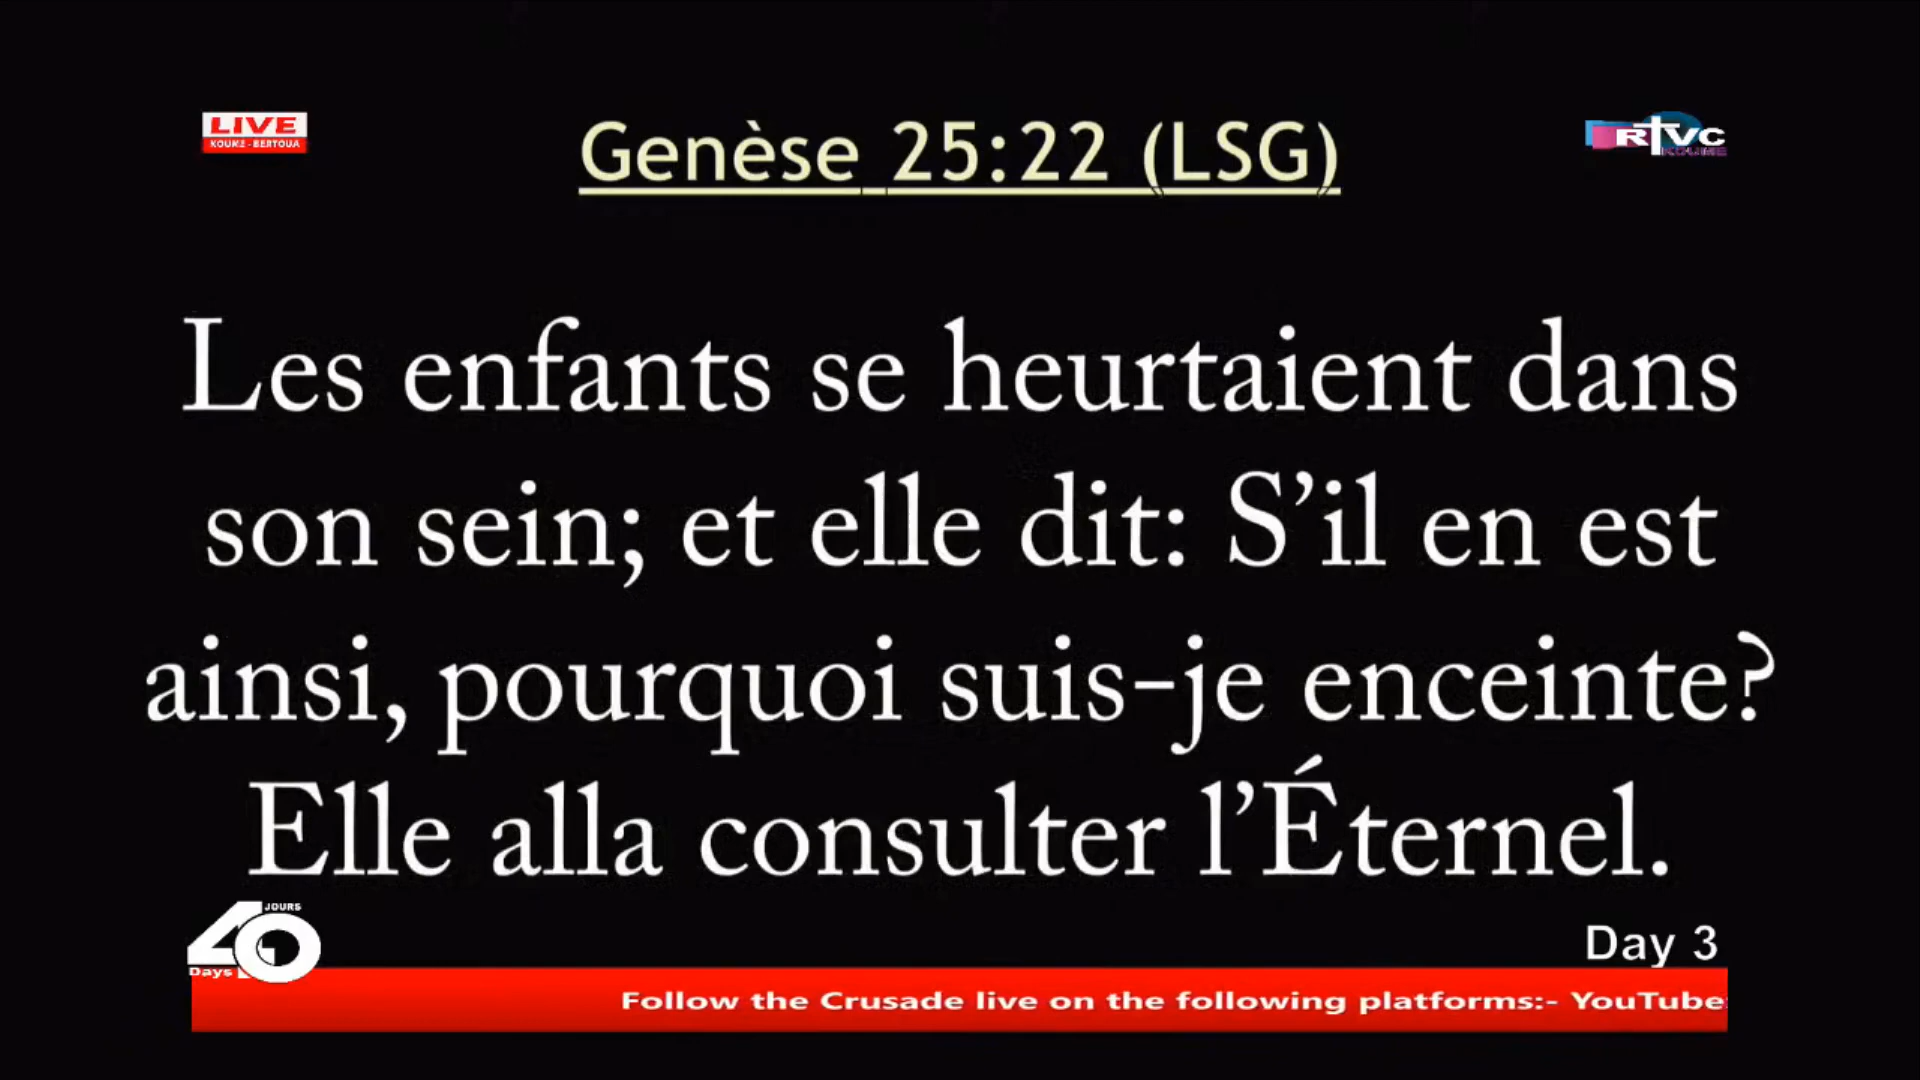 LIVE
KOUME - BERTOUA
Genèse 25:22 (LSG)
RTVC
KOUME
Les enfants se heurtaient dans
son sein; et elle dit: S’il en est
ainsi, pourquoi suis-je enceinte?
Elle alla consulter l’Éternel.
40
JOURS
Days
Day 3
Follow the Crusade live on the following platforms:- YouTube: